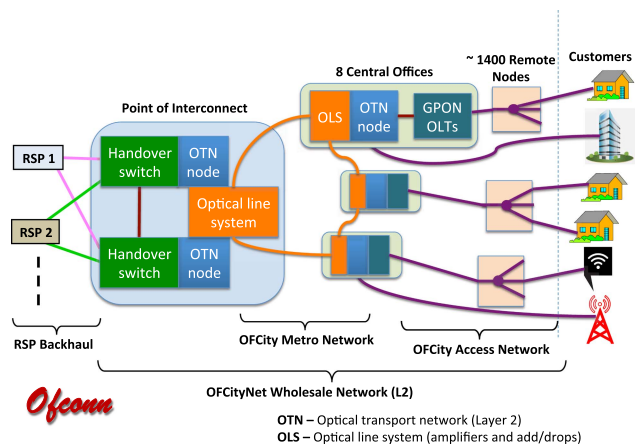 ~ 1400 Remote
Nodes
Customers
8 Central Offices
Point of Interconnect
OLS
OTN
node
GPON
OLTs
RSP 1
Handover
switch
OTN
node
Optical line
system
RSP 2
Handover
switch
OTN
node
RSP Backhaul
OFCity Metro Network
OFCity Access Network
OFCityNet Wholesale Network (L2)
Ofconn
OTN – Optical transport network (Layer 2)
OLS – Optical line system (amplifiers and add/drops)